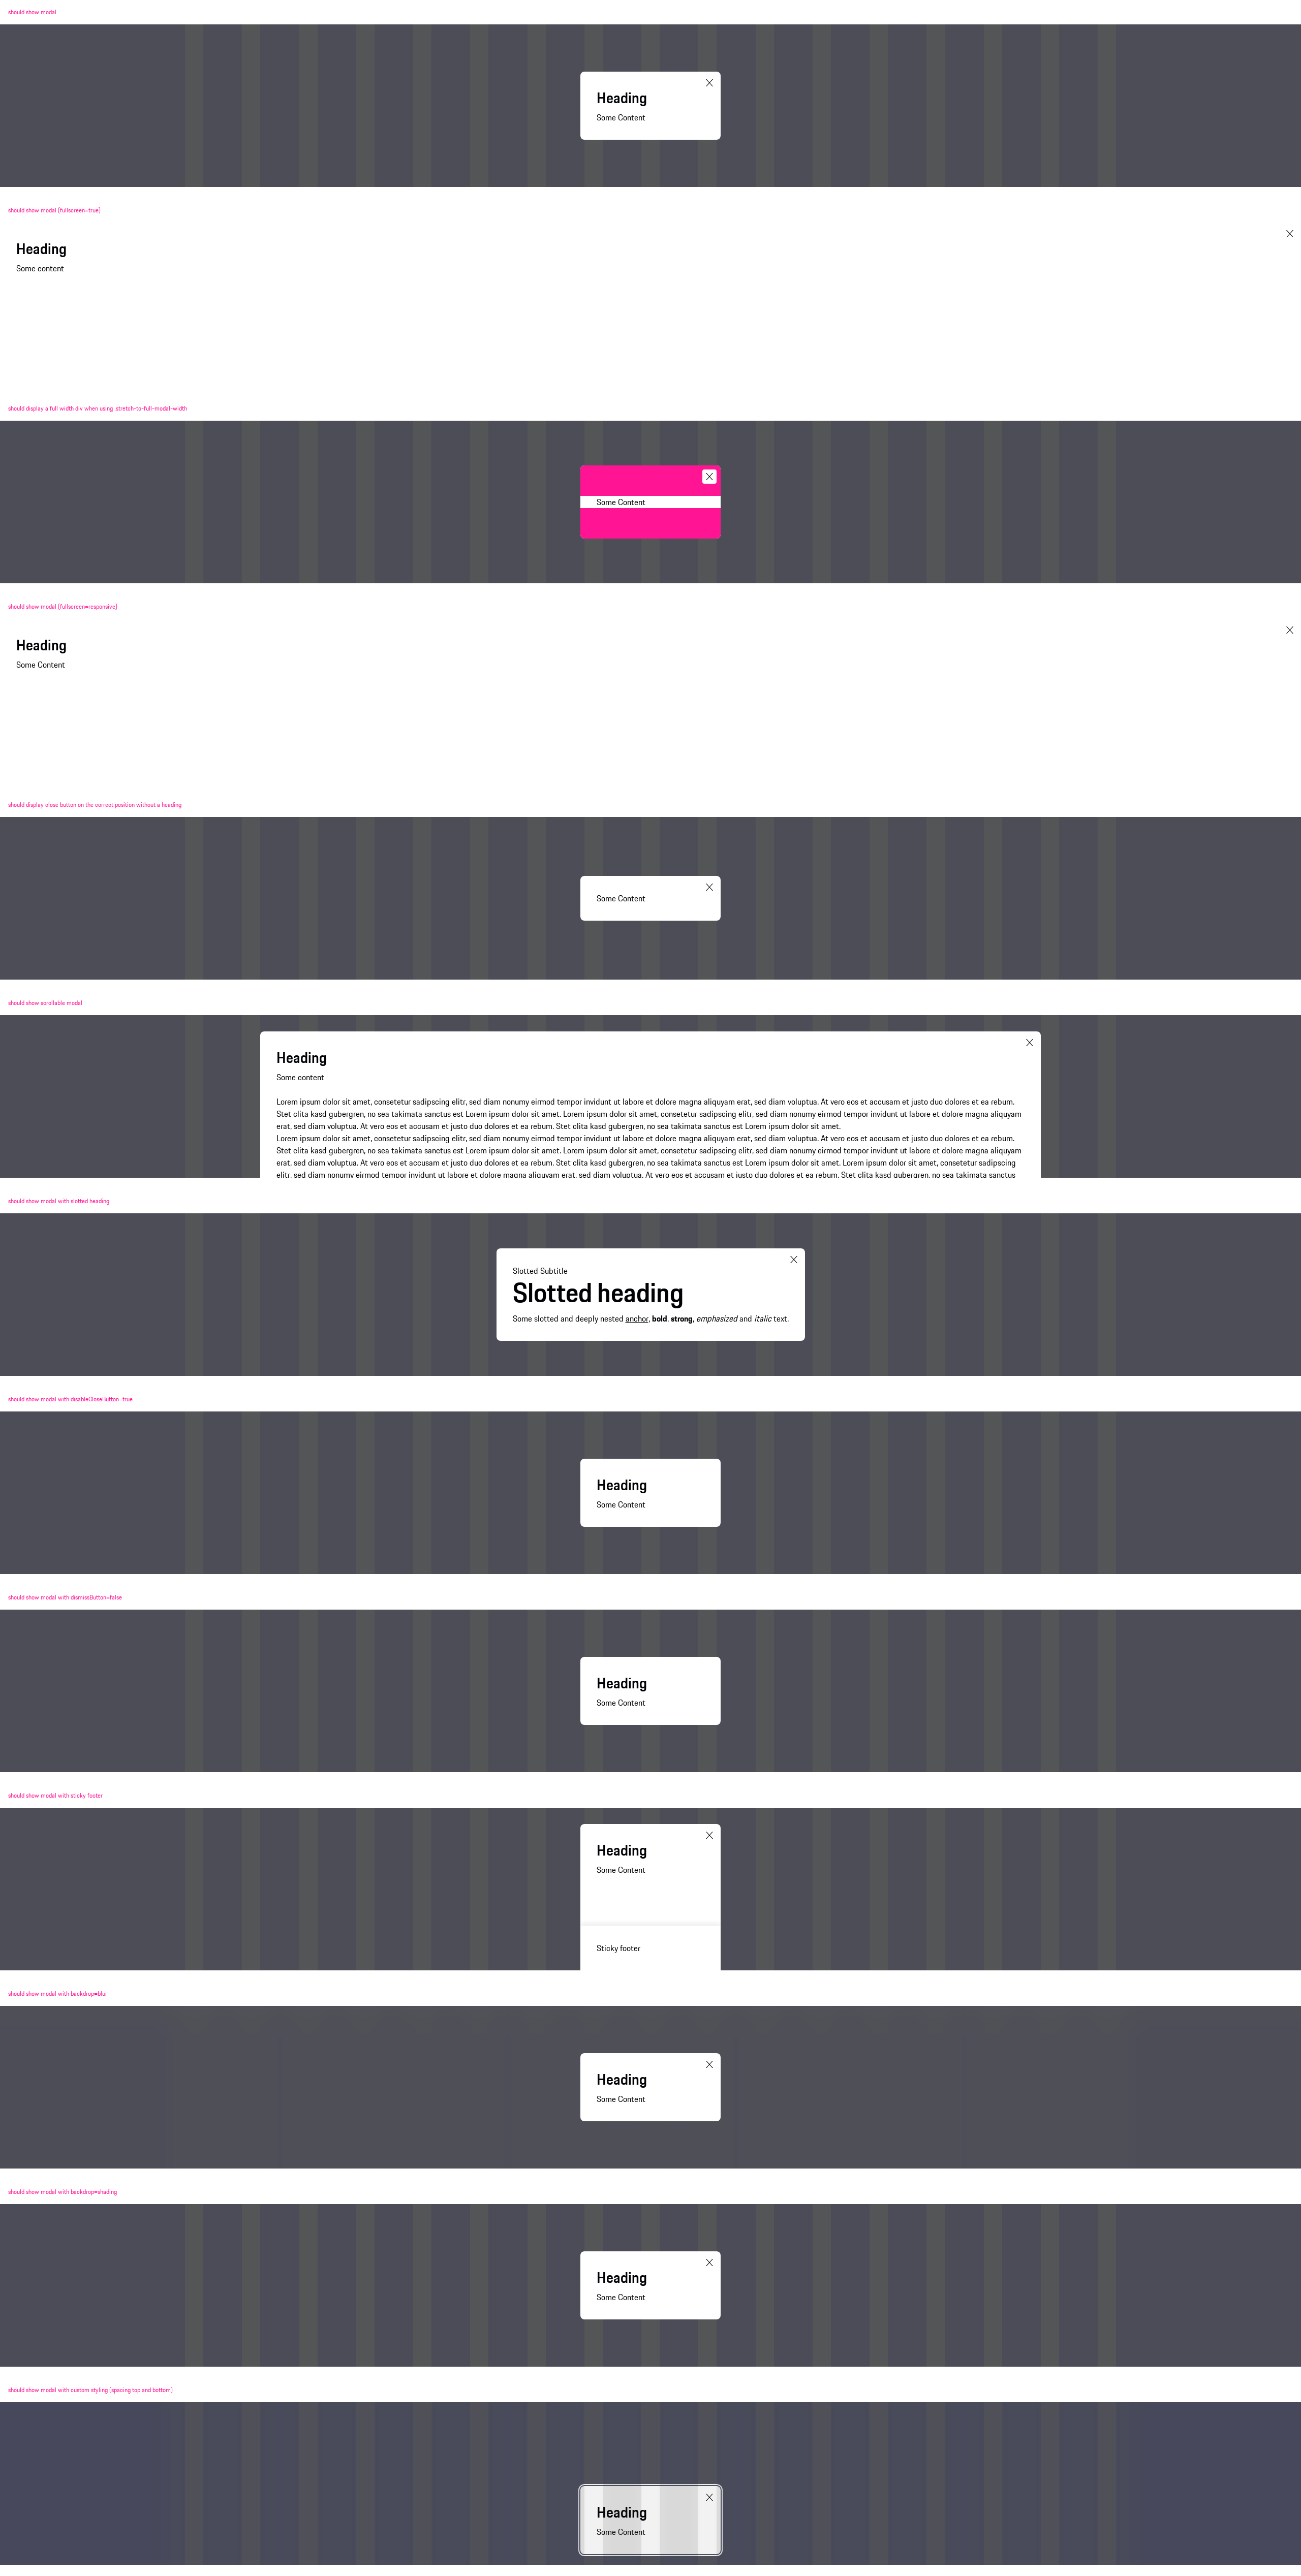 should show modal
Heading
Some Content
should show modal [fullscreen=true]
Heading
Some content
should display a full width div when using .stretch-to-full-modal-width
Some Content
should show modal [fullscreen=responsive]
Heading
Some Content
should display close button on the correct position without a heading
Some Content
should show scrollable modal
Heading
Some content
Lorem ipsum dolor sit amet, consetetur sadipscing elitr, sed diam nonumy eirmod tempor invidunt ut labore et dolore magna aliquyam erat, sed diam voluptua. At vero eos et accusam et justo duo dolores et ea rebum.
Stet clita kasd gubergren, no sea takimata sanctus est Lorem ipsum dolor sit amet. Lorem ipsum dolor sit amet, consetetur sadipscing elitr, sed diam nonumy eirmod tempor invidunt ut labore et dolore magna aliquyam
erat, sed diam voluptua. At vero eos et accusam et justo duo dolores et ea rebum. Stet clita kasd gubergren, no sea takimata sanctus est Lorem ipsum dolor sit amet.
Lorem ipsum dolor sit amet, consetetur sadipscing elitr, sed diam nonumy eirmod tempor invidunt ut labore et dolore magna aliquyam erat, sed diam voluptua. At vero eos et accusam et justo duo dolores et ea rebum.
Stet clita kasd gubergren, no sea takimata sanctus est Lorem ipsum dolor sit amet. Lorem ipsum dolor sit amet, consetetur sadipscing elitr, sed diam nonumy eirmod tempor invidunt ut labore et dolore magna aliquyam
erat, sed diam voluptua. At vero eos et accusam et justo duo dolores et ea rebum. Stet clita kasd gubergren, no sea takimata sanctus est Lorem ipsum dolor sit amet. Lorem ipsum dolor sit amet, consetetur sadipscing
elitr, sed diam nonumy eirmod tempor invidunt ut labore et dolore magna aliquyam erat, sed diam voluptua. At vero eos et accusam et justo duo dolores et ea rebum. Stet clita kasd gubergren, no sea takimata sanctus
should show modal with slotted heading
Slotted Subtitle
Slotted heading
Some slotted and deeply nested anchor, bold, strong, emphasized and italic text.
should show modal with disableCloseButton=true
Heading
Some Content
should show modal with dismissButton=false
Heading
Some Content
should show modal with sticky footer
Heading
Some Content
Sticky footer
should show modal with backdrop=blur
Heading
Some Content
should show modal with backdrop=shading
Heading
Some Content
should show modal with custom styling [spacing top and bottom]
Heading
Some Content